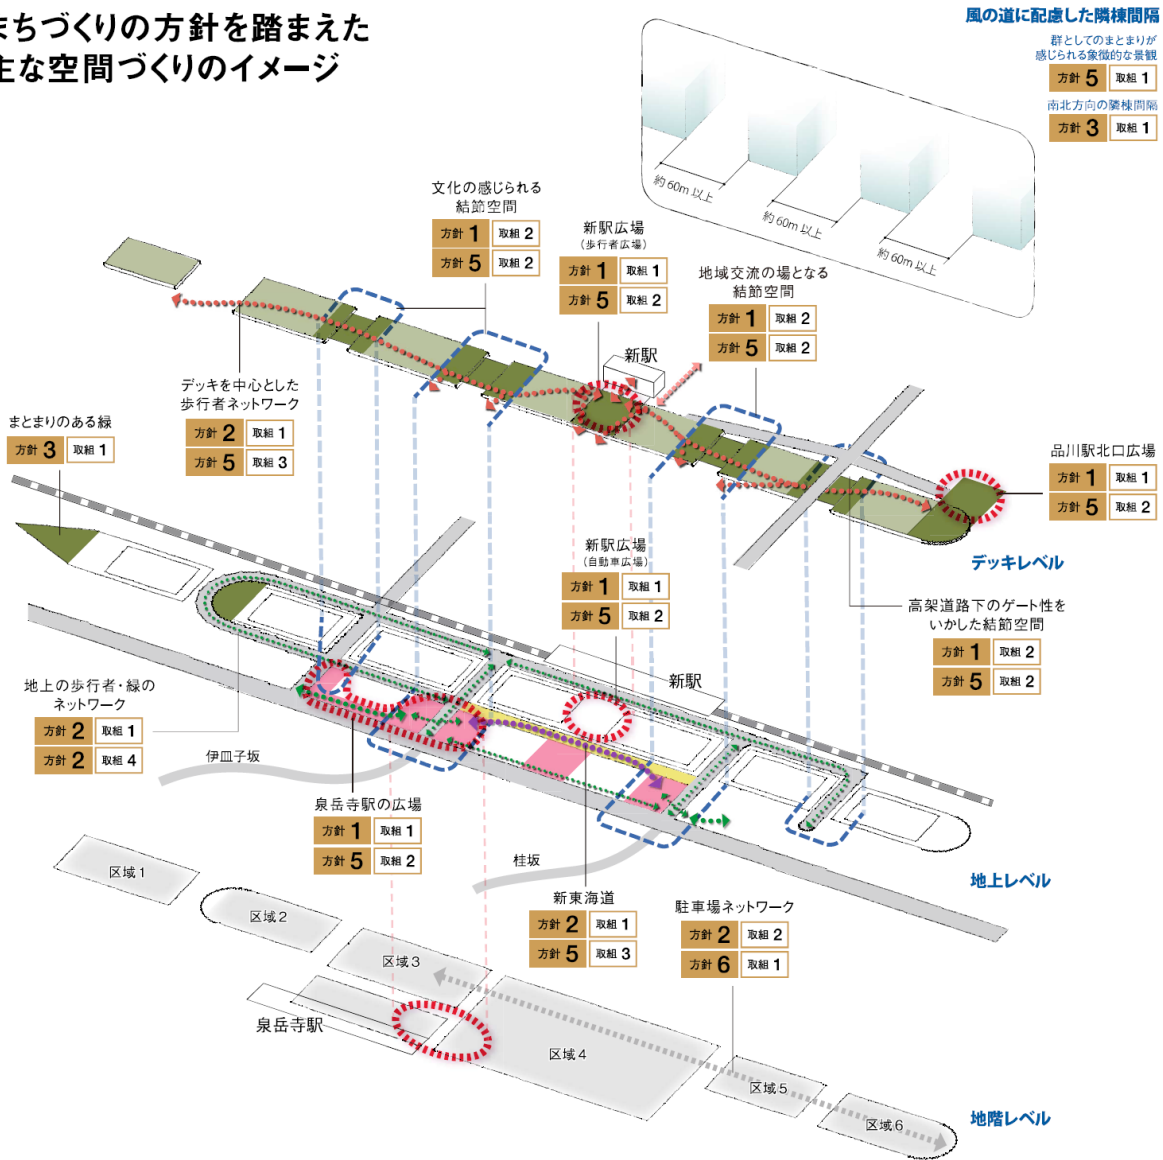 まちづくりの方針を踏まえた
主な空間づくりのイメージ
風の道に配慮した隣棟間隔
群としてのまとまりが
感じられる象徴的な景観
方針 5 取組 1
南北方向の隣棟間隔
方針 3 取組 1
約 60m 以上
約 60m 以上
約 60m 以上
文化の感じられる
結節空間
方針 1 取組 2
方針 5 取組 2
新駅広場
(歩行者広場)
方針 1 取組 1
方針 5 取組 2
地域交流の場となる
結節空間
方針 1 取組 2
方針 5 取組 2
新駅
デッキを中心とした
歩行者ネットワーク
方針 2 取組 1
方針 5 取組 3
まとまりのある緑
方針 3 取組 1
品川駅北口広場
方針 1 取組 1
方針 5 取組 2
デッキレベル
新駅広場
(自動車広場)
方針 1 取組 1
方針 5 取組 2
高架道路下のゲート性を
いかした結節空間
方針 1 取組 2
方針 5 取組 2
新駅
地上の歩行者・緑の
ネットワーク
方針 2 取組 1
方針 2 取組 4
伊皿子坂
泉岳寺駅の広場
方針 1 取組 1
方針 5 取組 2
桂坂
地上レベル
新東海道
方針 2 取組 1
方針 5 取組 3
駐車場ネットワーク
方針 2 取組 2
方針 6 取組 1
区域1
区域2
区域3
泉岳寺駅
区域4
区域5
区域6
地階レベル